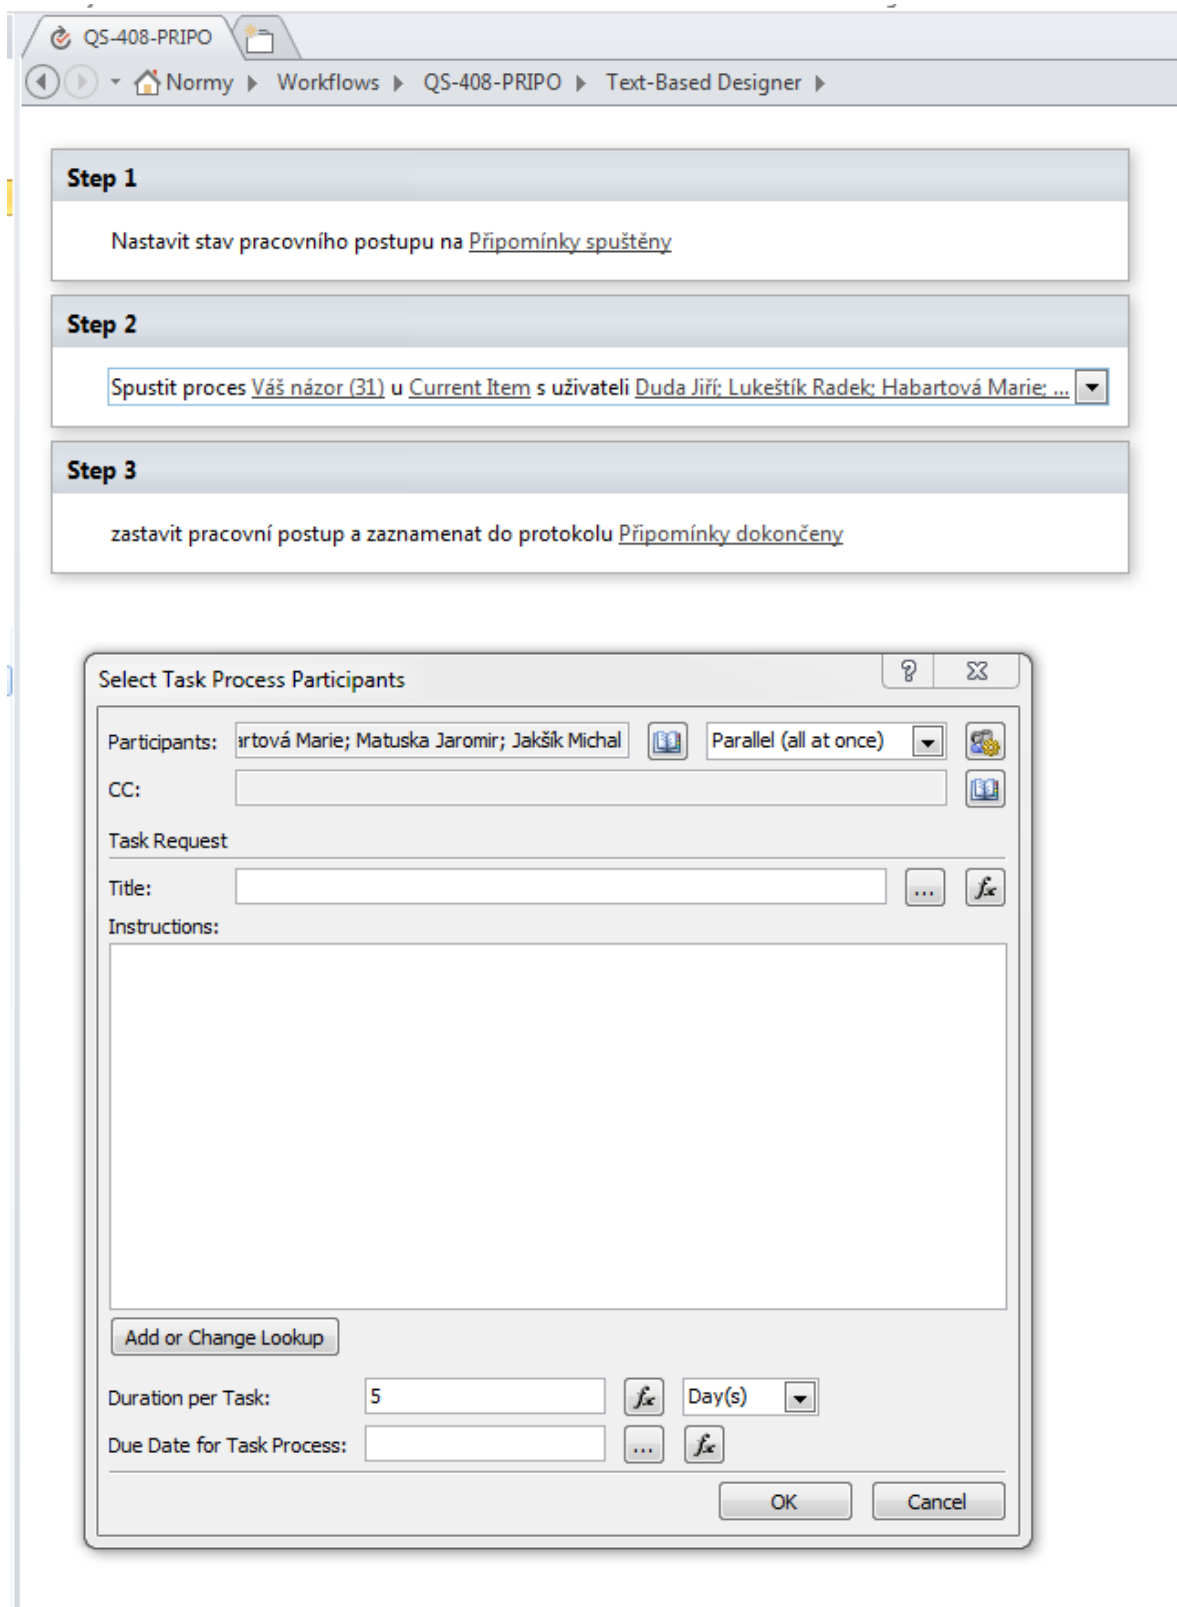 QS-408-PRIPO
Normy Workflows QS-408-PRIPO Text-Based Designer
Step 1
Nastavit stav pracovního postupu na Připomínky spuštěny
Step 2
Spustit proces Váš názor (31) u Current Item s uživateli Duda Jiří; Lukeštík Radek; Habartová Marie; ...
Step 3
zastavit pracovní postup a zaznamenat do protokolu Připomínky dokončeny
Select Task Process Participants
Participants: artová Marie; Matuska Jaromir; Jakšík Michal Parallel (all at once)
CC:
Task Request
Title: ... fx
Instructions:
Add or Change Lookup
Duration per Task: 5 fx Day(s)
Due Date for Task Process: ... fx
OK Cancel